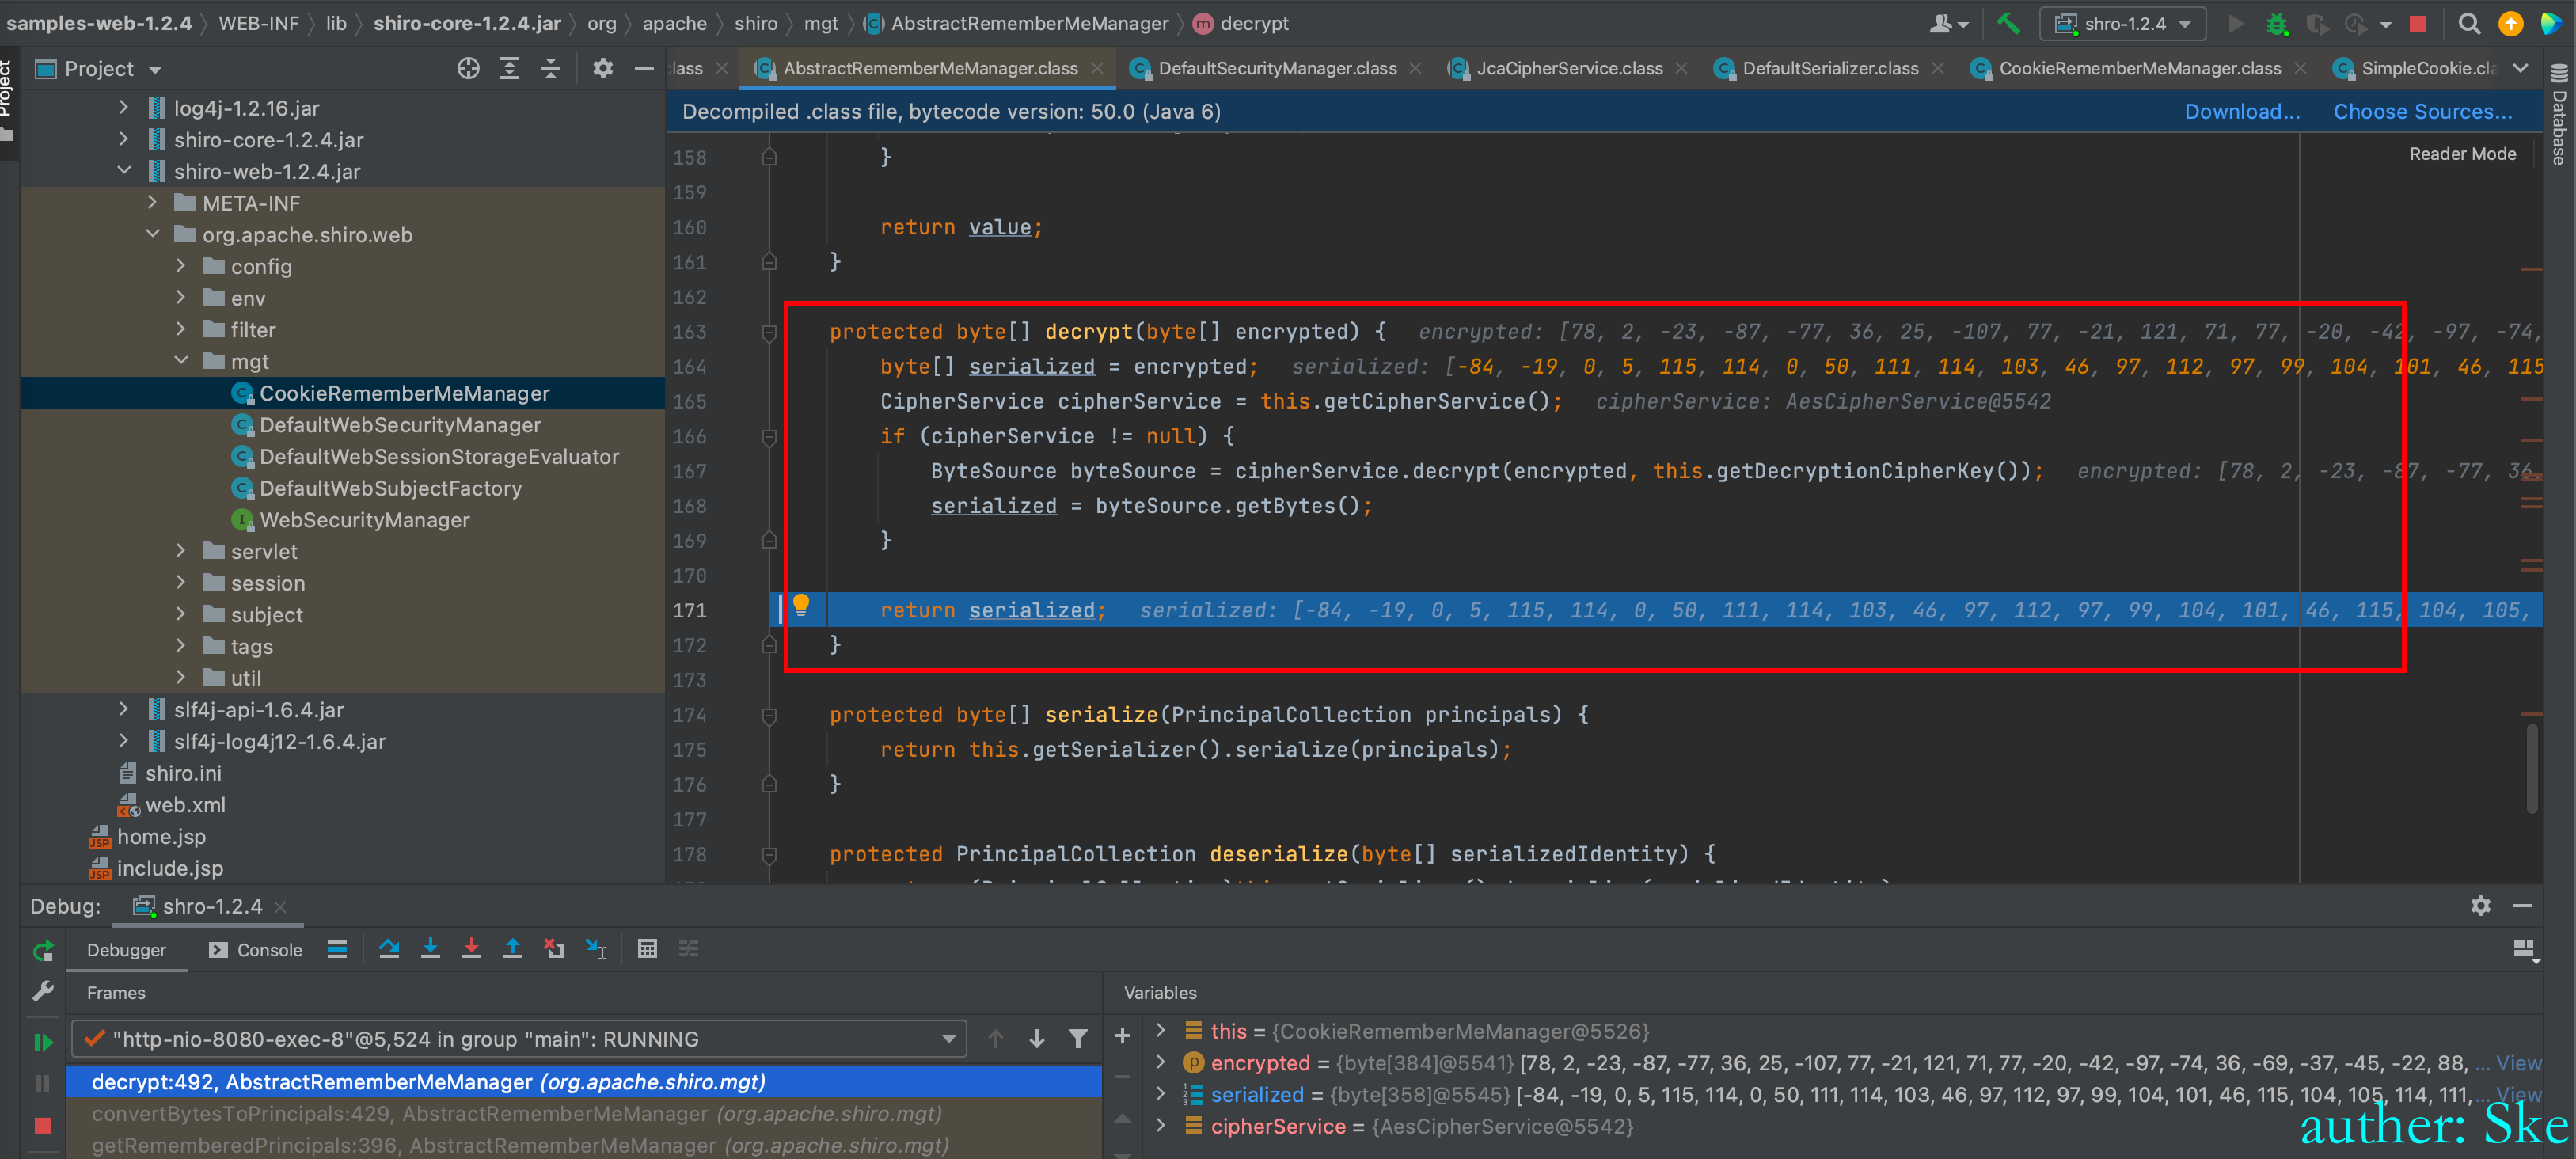 samples-web-1.2.4 WEB-INF lib shiro-core-1.2.4.jar org apache shiro mgt AbstractRememberMeManager decrypt shro-1.2.4
Project
Project
lass AbstractRememberMeManager.class DefaultSecurityManager.class JcaCipherService.class DefaultSerializer.class CookieRememberMeManager.class SimpleCookie.cla
Decompiled .class file, bytecode version: 50.0 (Java 6) Download... Choose Sources...
Reader Mode
Database
log4j-1.2.16.jar
shiro-core-1.2.4.jar
shiro-web-1.2.4.jar
META-INF
org.apache.shiro.web
config
env
filter
mgt
CookieRememberMeManager
DefaultWebSecurityManager
DefaultWebSessionStorageEvaluator
DefaultWebSubjectFactory
WebSecurityManager
servlet
session
subject
tags
util
slf4j-api-1.6.4.jar
slf4j-log4j12-1.6.4.jar
shiro.ini
web.xml
home.jsp
include.jsp
158 }
159
160 return value;
161 }
162
163 protected byte[] decrypt(byte[] encrypted) { encrypted: [78, 2, -23, -87, -77, 36, 25, -107, 77, -21, 121, 71, 77, -20, -42, -97, -74,
164 byte[] serialized = encrypted; serialized: [-84, -19, 0, 5, 115, 114, 0, 50, 111, 114, 103, 46, 97, 112, 97, 99, 104, 101, 46, 115
165 CipherService cipherService = this.getCipherService(); cipherService: AesCipherService@5542
166 if (cipherService != null) {
167 ByteSource byteSource = cipherService.decrypt(encrypted, this.getDecryptionCipherKey()); encrypted: [78, 2, -23, -87, -77, 36
168 serialized = byteSource.getBytes();
169 }
170
171 return serialized; serialized: [-84, -19, 0, 5, 115, 114, 0, 50, 111, 114, 103, 46, 97, 112, 97, 99, 104, 101, 46, 115, 104, 105,
172 }
173
174 protected byte[] serialize(PrincipalCollection principals) {
175 return this.getSerializer().serialize(principals);
176 }
177
178 protected PrincipalCollection deserialize(byte[] serializedIdentity) {
Debug: shro-1.2.4
Debugger Console
Frames
"http-nio-8080-exec-8"@5,524 in group "main": RUNNING
decrypt:492, AbstractRememberMeManager (org.apache.shiro.mgt)
convertBytesToPrincipals:429, AbstractRememberMeManager (org.apache.shiro.mgt)
getRememberedPrincipals:396, AbstractRememberMeManager (org.apache.shiro.mgt)
Variables
this = {CookieRememberMeManager@5526}
encrypted = {byte[384]@5541} [78, 2, -23, -87, -77, 36, 25, -107, 77, -21, 121, 71, 77, -20, -42, -97, -74, 36, -69, -37, -45, -22, 88, ... View
serialized = {byte[358]@5545} [-84, -19, 0, 5, 115, 114, 0, 50, 111, 114, 103, 46, 97, 112, 97, 99, 104, 101, 46, 115, 104, 105, 114, 111, ... View
cipherService = {AesCipherService@5542}
auther: Ske